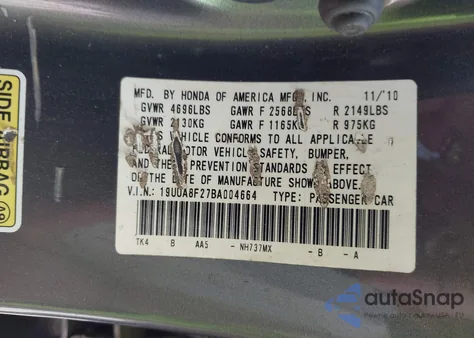 MFD. BY HONDA OF AMERICA MFG., INC. 11/10
GVWR 4696LBS GAWR F 2568LBS R 2149LBS
GVWR 2130KG GAWR F 1165KG R 975KG
THIS VEHICLE CONFORMS TO ALL APPLICABLE
FEDERAL MOTOR VEHICLE SAFETY, BUMPER,
AND THEFT PREVENTION STANDARDS IN EFFECT
ON THE DATE OF MANUFACTURE SHOWN ABOVE.
V.I.N.: 19UUA8F27BA004664 TYPE: PASSENGER CAR
TK4 B AA5 - NH737MX - B - A
SIDE AIRBAG
autoSnap